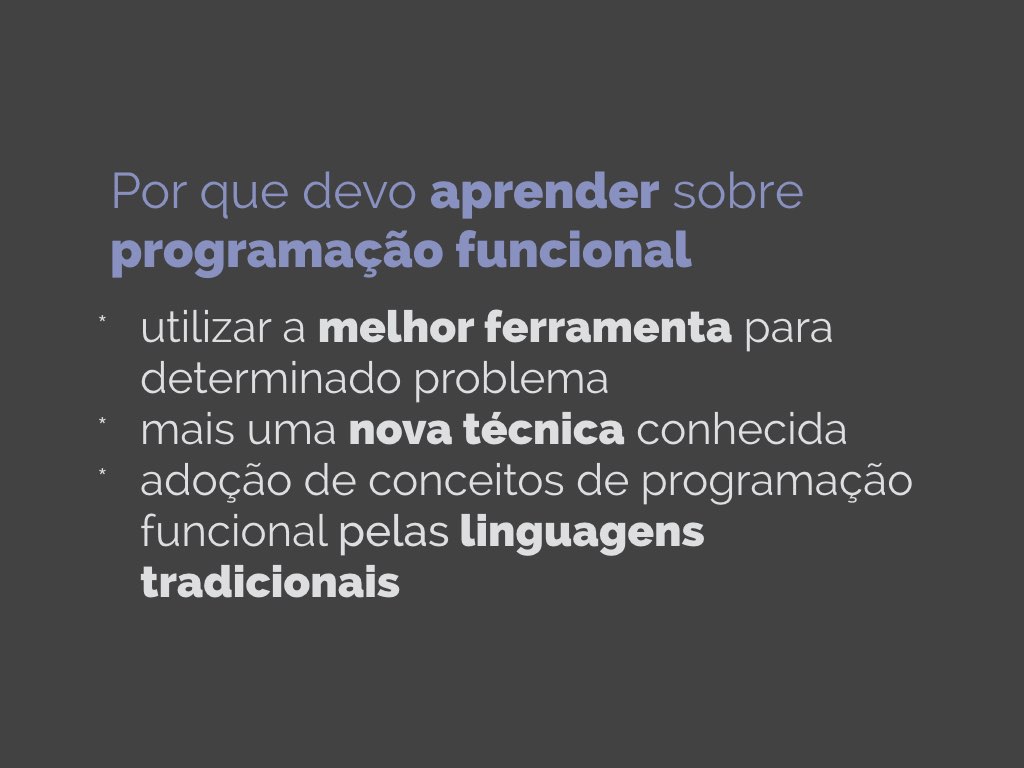 Por que devo aprender sobre
programação funcional
* utilizar a melhor ferramenta para
determinado problema
* mais uma nova técnica conhecida
* adoção de conceitos de programação
funcional pelas linguagens
tradicionais